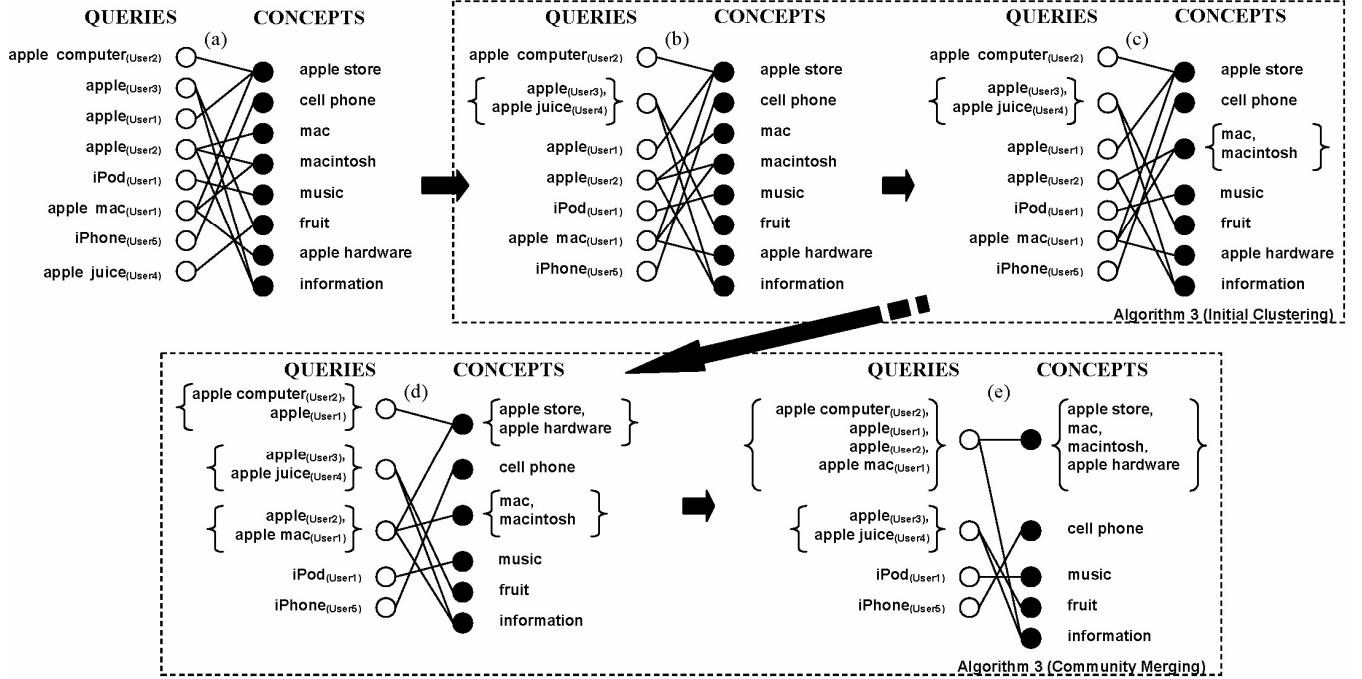 QUERIES CONCEPTS
(a)
apple computer(User2)
apple(User3)
apple(User1)
apple(User2)
iPod(User1)
apple mac(User1)
iPhone(User5)
apple juice(User4)
apple store
cell phone
mac
macintosh
music
fruit
apple hardware
information
QUERIES CONCEPTS
(b)
apple computer(User2)
apple(User3),
apple juice(User4)
apple(User1)
apple(User2)
iPod(User1)
apple mac(User1)
iPhone(User5)
apple store
cell phone
mac
macintosh
music
fruit
apple hardware
information
QUERIES CONCEPTS
(c)
apple computer(User2)
apple(User3),
apple juice(User4)
apple(User1)
apple(User2)
iPod(User1)
apple mac(User1)
iPhone(User5)
apple store
cell phone
mac,
macintosh
music
fruit
apple hardware
information
Algorithm 3 (Initial Clustering)
QUERIES CONCEPTS
(d)
apple computer(User2),
apple(User1)
apple(User3),
apple juice(User4)
apple(User2),
apple mac(User1)
iPod(User1)
iPhone(User5)
apple store,
apple hardware
cell phone
mac,
macintosh
music
fruit
information
QUERIES CONCEPTS
(e)
apple computer(User2),
apple(User1),
apple(User2),
apple mac(User1)
apple(User3),
apple juice(User4)
iPod(User1)
iPhone(User5)
apple store,
mac,
macintosh,
apple hardware
cell phone
music
fruit
information
Algorithm 3 (Community Merging)